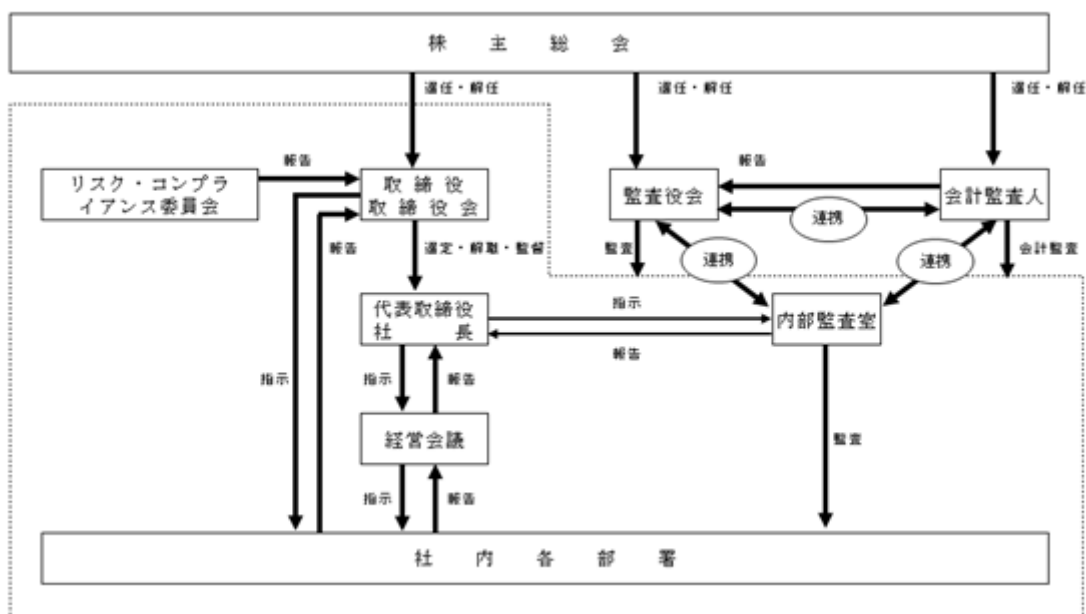 株主総会
選任・解任
選任・解任
選任・解任
報告
報告
リスク・コンプラ
イアンス委員会
取締役
取締役会
監査役会
会計監査人
連携
報告
選定・解職・監督
監査
連携
連携
会計監査
代表取締役
社長
指示
内部監査室
報告
指示
指示
報告
経営会議
監査
指示
報告
社内各部署